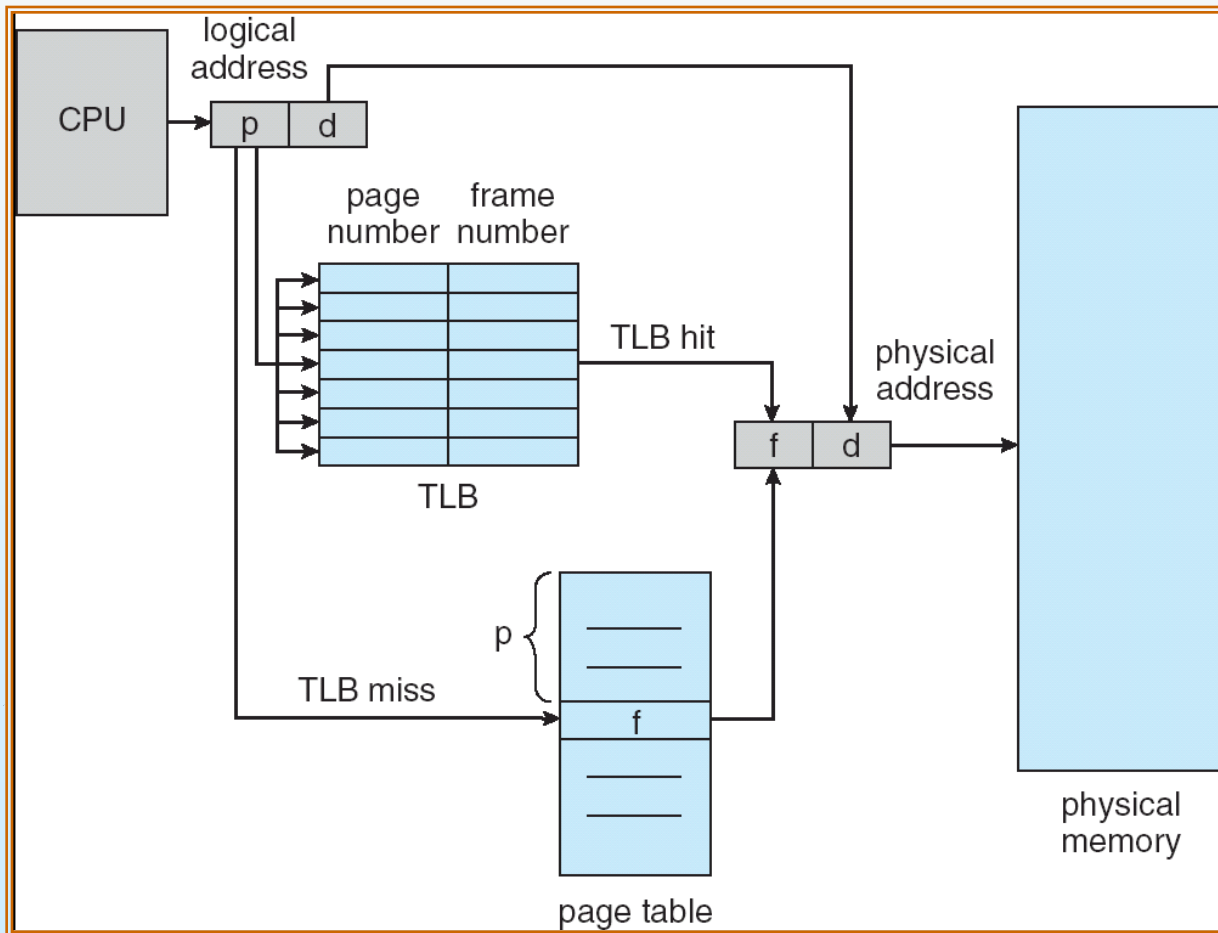 logical
address
CPU
p
d
page
number
frame
number
TLB hit
physical
address
f
d
TLB
p
TLB miss
f
physical
memory
page table